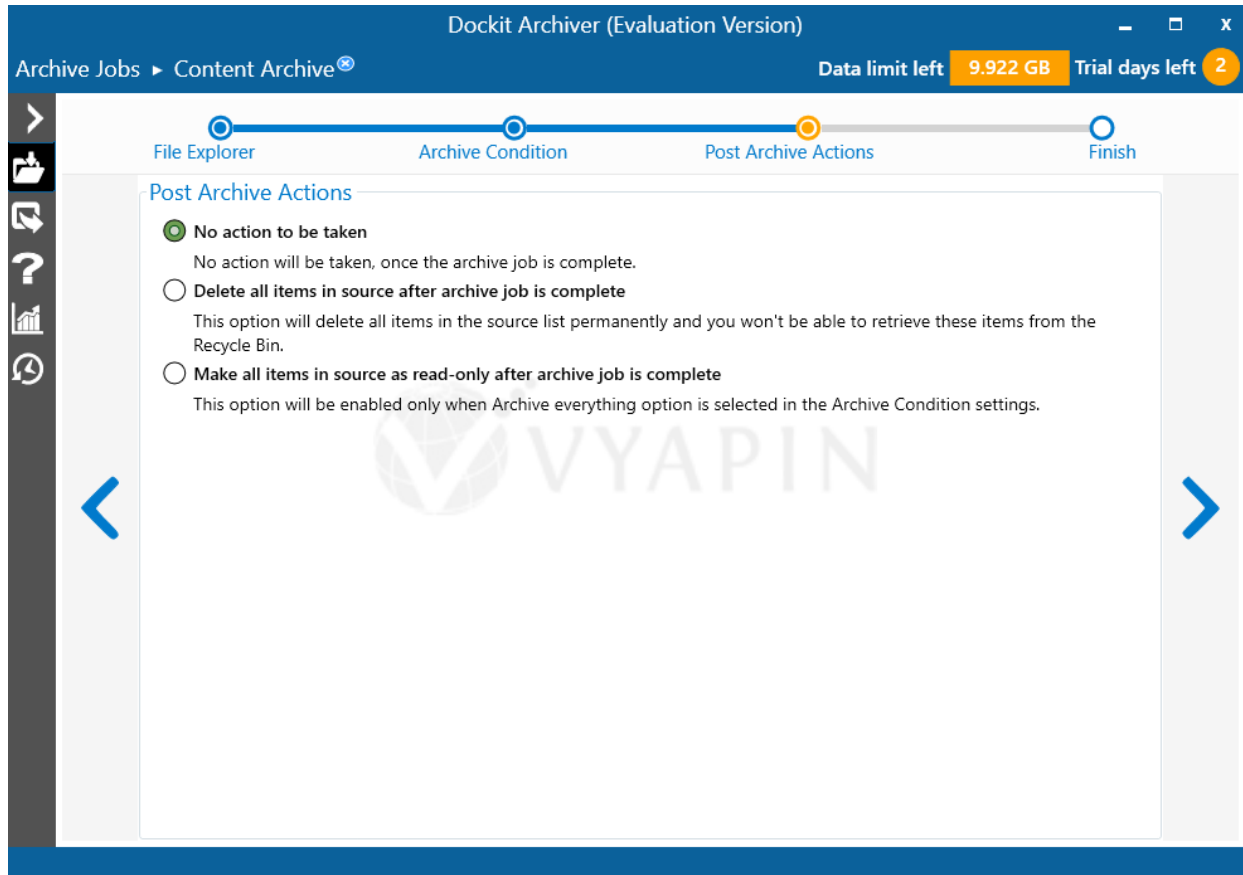 Dockit Archiver (Evaluation Version)
Archive Jobs ▸ Content Archive
Data limit left 9.922 GB Trial days left 2
File Explorer Archive Condition Post Archive Actions Finish
Post Archive Actions
No action to be taken
No action will be taken, once the archive job is complete.
Delete all items in source after archive job is complete
This option will delete all items in the source list permanently and you won't be able to retrieve these items from the
Recycle Bin.
Make all items in source as read-only after archive job is complete
This option will be enabled only when Archive everything option is selected in the Archive Condition settings.
VYAPIN